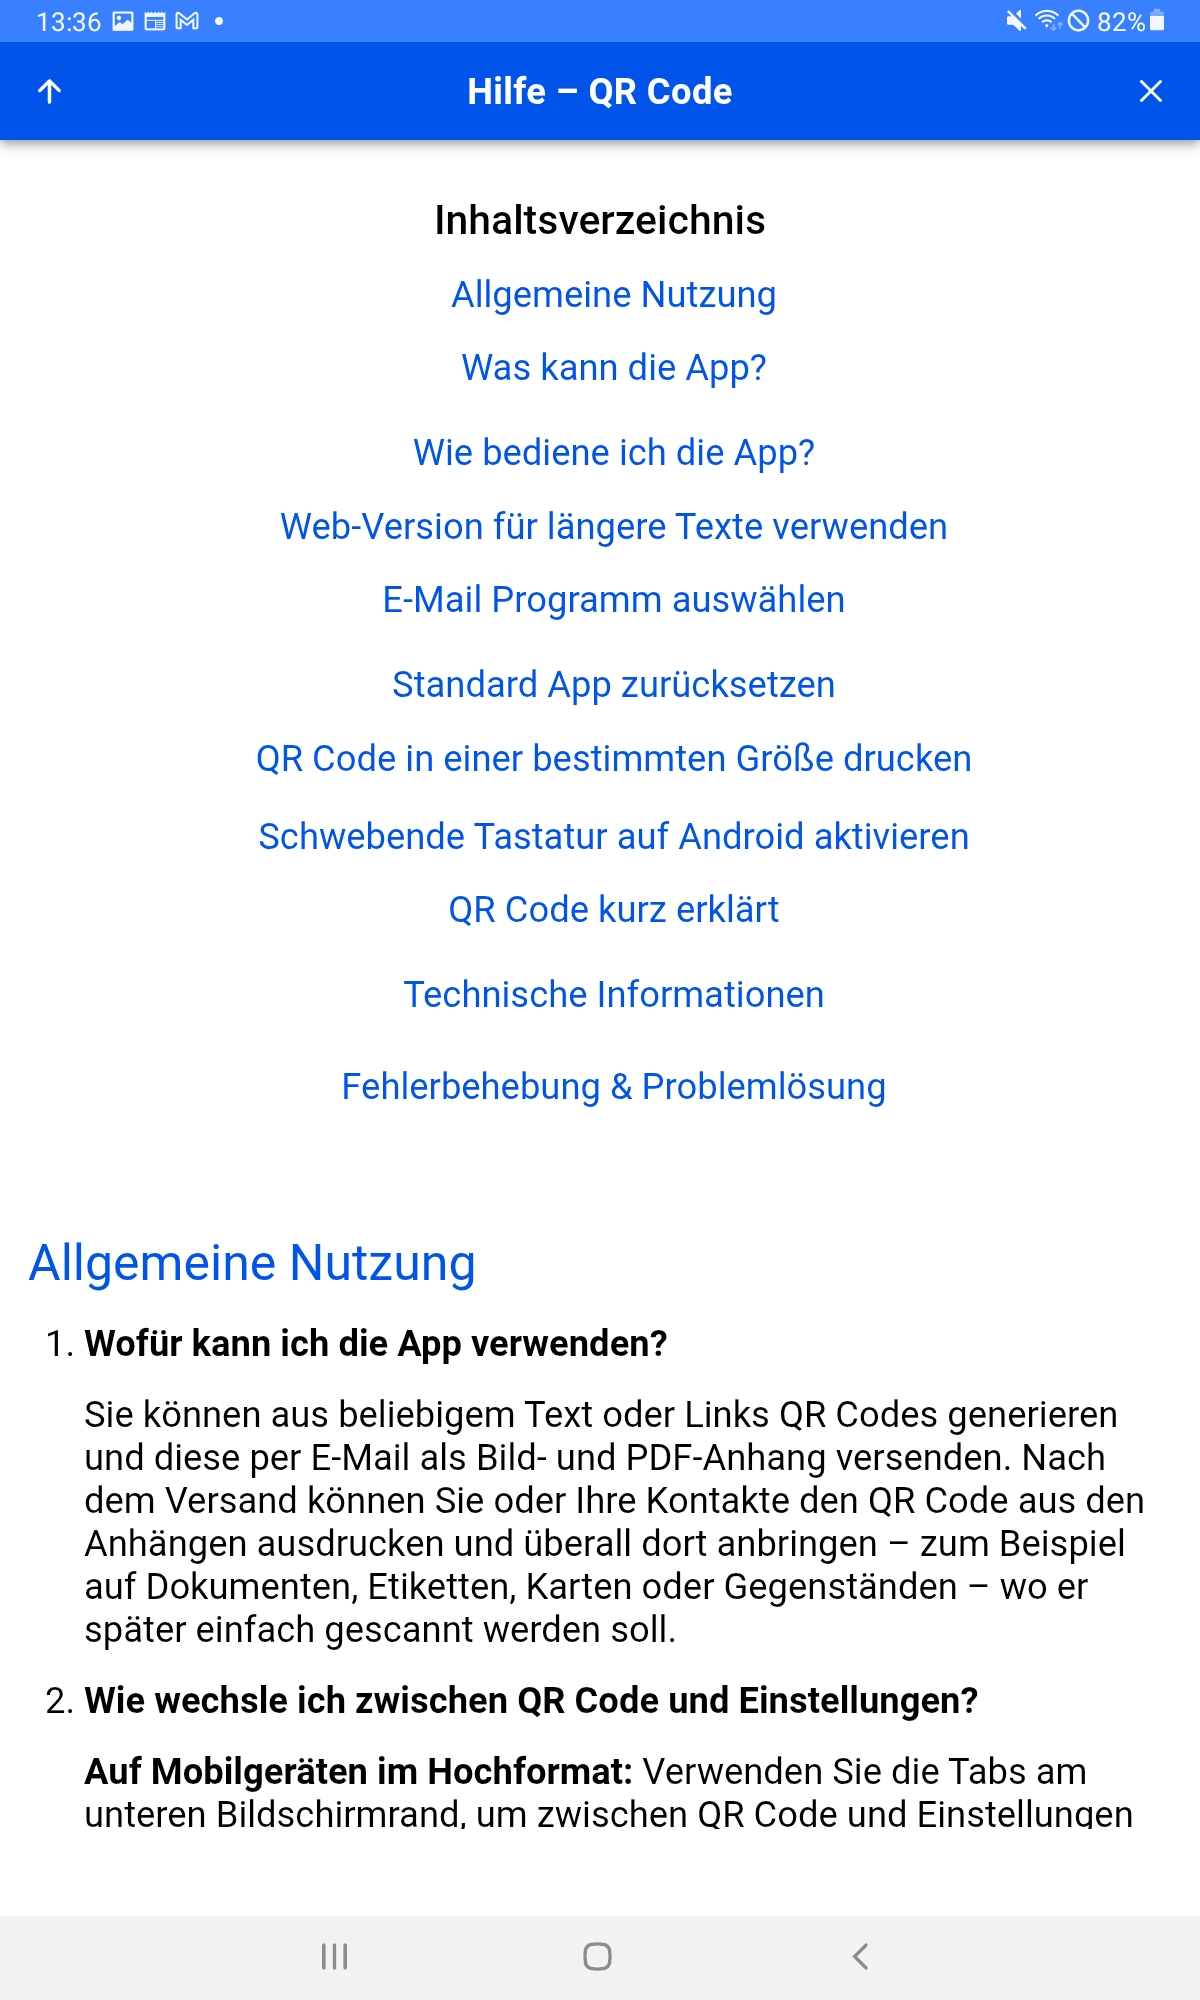 13:36
82%
Hilfe – QR Code
Inhaltsverzeichnis
Allgemeine Nutzung
Was kann die App?
Wie bediene ich die App?
Web-Version für längere Texte verwenden
E-Mail Programm auswählen
Standard App zurücksetzen
QR Code in einer bestimmten Größe drucken
Schwebende Tastatur auf Android aktivieren
QR Code kurz erklärt
Technische Informationen
Fehlerbehebung & Problemlösung
Allgemeine Nutzung
1. Wofür kann ich die App verwenden?
Sie können aus beliebigem Text oder Links QR Codes generieren
und diese per E-Mail als Bild- und PDF-Anhang versenden. Nach
dem Versand können Sie oder Ihre Kontakte den QR Code aus den
Anhängen ausdrucken und überall dort anbringen – zum Beispiel
auf Dokumenten, Etiketten, Karten oder Gegenständen – wo er
später einfach gescannt werden soll.
2. Wie wechsle ich zwischen QR Code und Einstellungen?
Auf Mobilgeräten im Hochformat: Verwenden Sie die Tabs am
unteren Bildschirmrand, um zwischen QR Code und Einstellungen